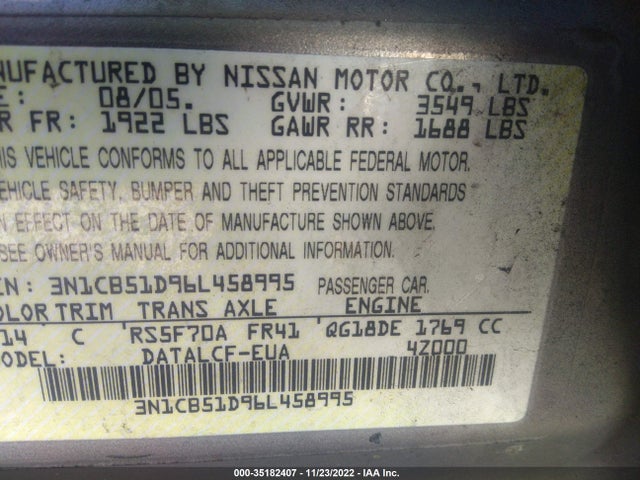 NUFACTURED BY NISSAN MOTOR CO., LTD.
E: 08/05. GVWR: 3549 LBS
R FR: 1922 LBS GAWR RR: 1688 LBS
HIS VEHICLE CONFORMS TO ALL APPLICABLE FEDERAL MOTOR.
EHICLE SAFETY, BUMPER AND THEFT PREVENTION STANDARDS
N EFFECT ON THE DATE OF MANUFACTURE SHOWN ABOVE.
SEE OWNER'S MANUAL FOR ADDITIONAL INFORMATION.
IN: 3N1CB51D96L458995 PASSENGER CAR.
OLOR TRIM TRANS AXLE ENGINE
14 C RS5F70A FR41 QG18DE 1769 CC
ODEL: DATALCF-EUA 4Z000
3N1CB51D96L458995
000-35182407 - 11/23/2022 - IAA Inc.